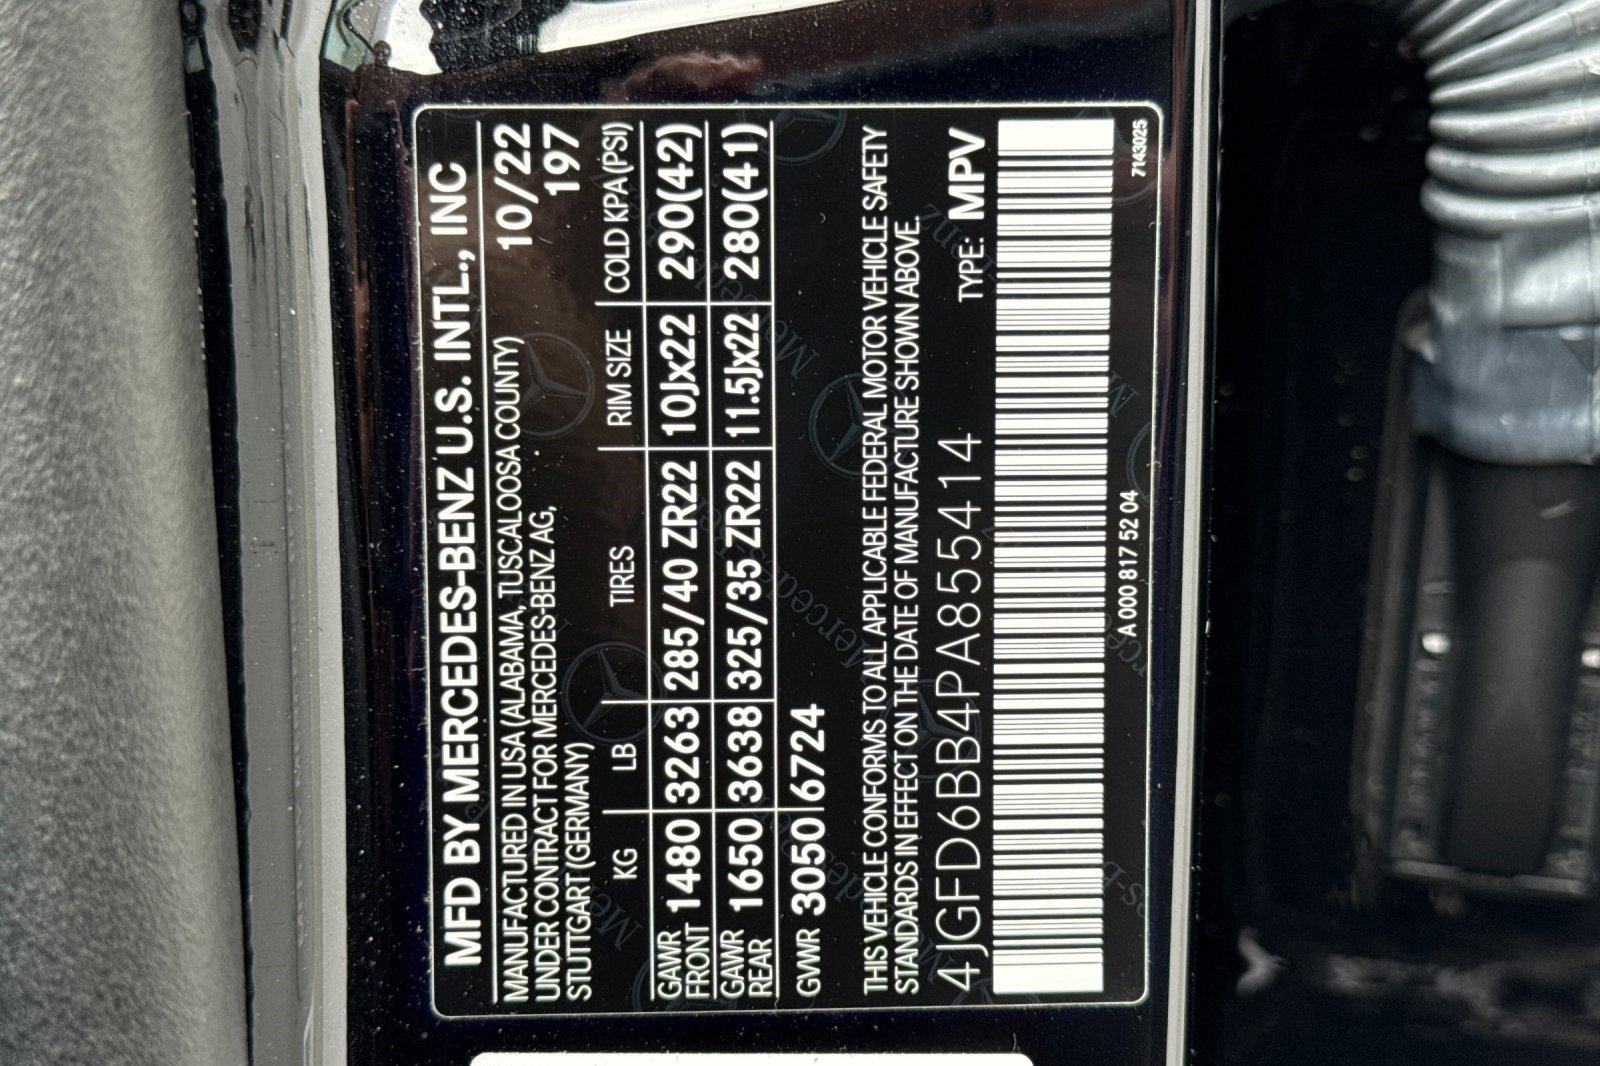 MFD BY MERCEDES-BENZ U.S. INTL., INC
MANUFACTURED IN USA (ALABAMA, TUSCALOOSA COUNTY) 10/22
UNDER CONTRACT FOR MERCEDES-BENZ AG, 197
STUTTGART (GERMANY)
KG LB TIRES RIM SIZE COLD KPA(PSI)
GAWR FRONT 1480 3263 285/40 ZR22 10Jx22 290(42)
GAWR REAR 1650 3638 325/35 ZR22 11.5Jx22 280(41)
GVWR 3050 6724
THIS VEHICLE CONFORMS TO ALL APPLICABLE FEDERAL MOTOR VEHICLE SAFETY
STANDARDS IN EFFECT ON THE DATE OF MANUFACTURE SHOWN ABOVE.
4JGFD6BB4PA855414 TYPE: MPV
A 000 817 52 04 7143025